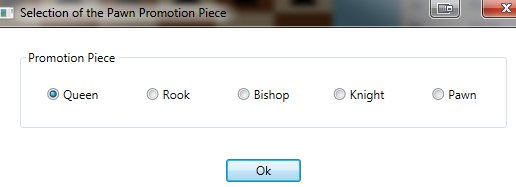 Selection of the Pawn Promotion Piece
Promotion Piece
Queen Rook Bishop Knight Pawn
Ok